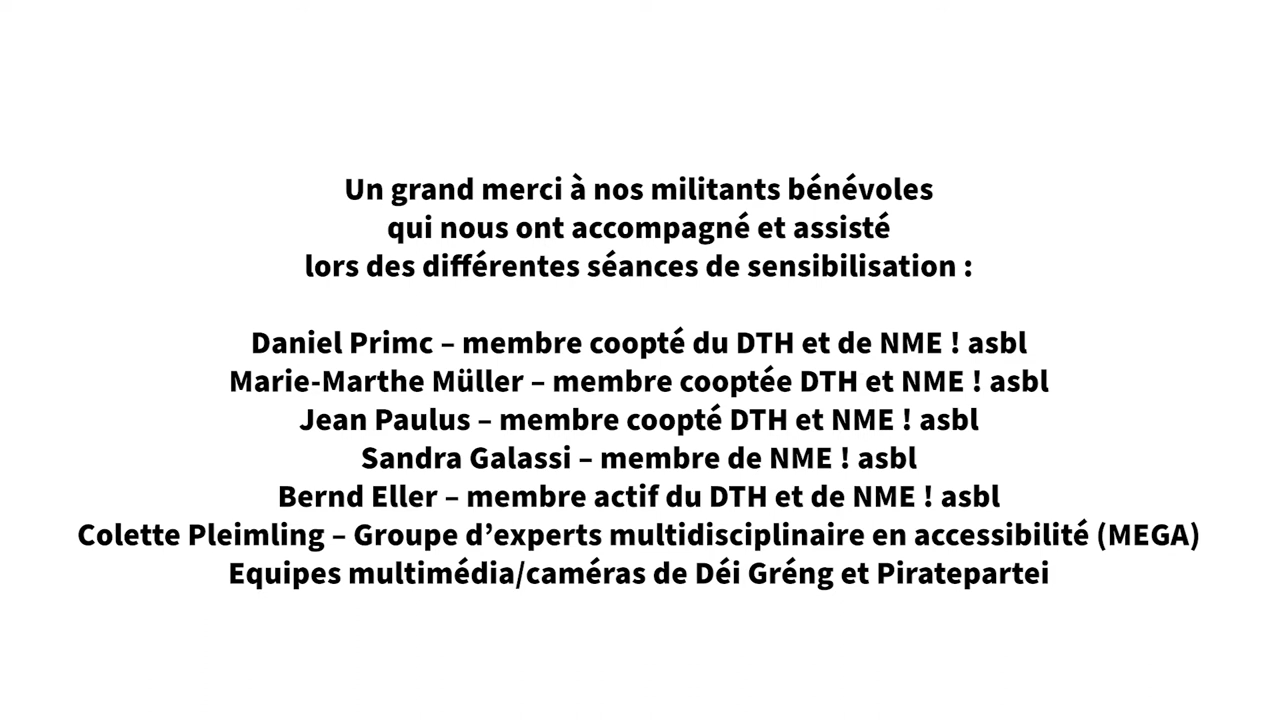 Un grand merci à nos militants bénévoles
qui nous ont accompagné et assisté
lors des différentes séances de sensibilisation :
Daniel Primc – membre coopté du DTH et de NME ! asbl
Marie-Marthe Müller – membre cooptée DTH et NME ! asbl
Jean Paulus – membre coopté DTH et NME ! asbl
Sandra Galassi – membre de NME ! asbl
Bernd Eller – membre actif du DTH et de NME ! asbl
Colette Pleimling – Groupe d’experts multidisciplinaire en accessibilité (MEGA)
Equipes multimédia/caméras de Déi Gréng et Piratepartei